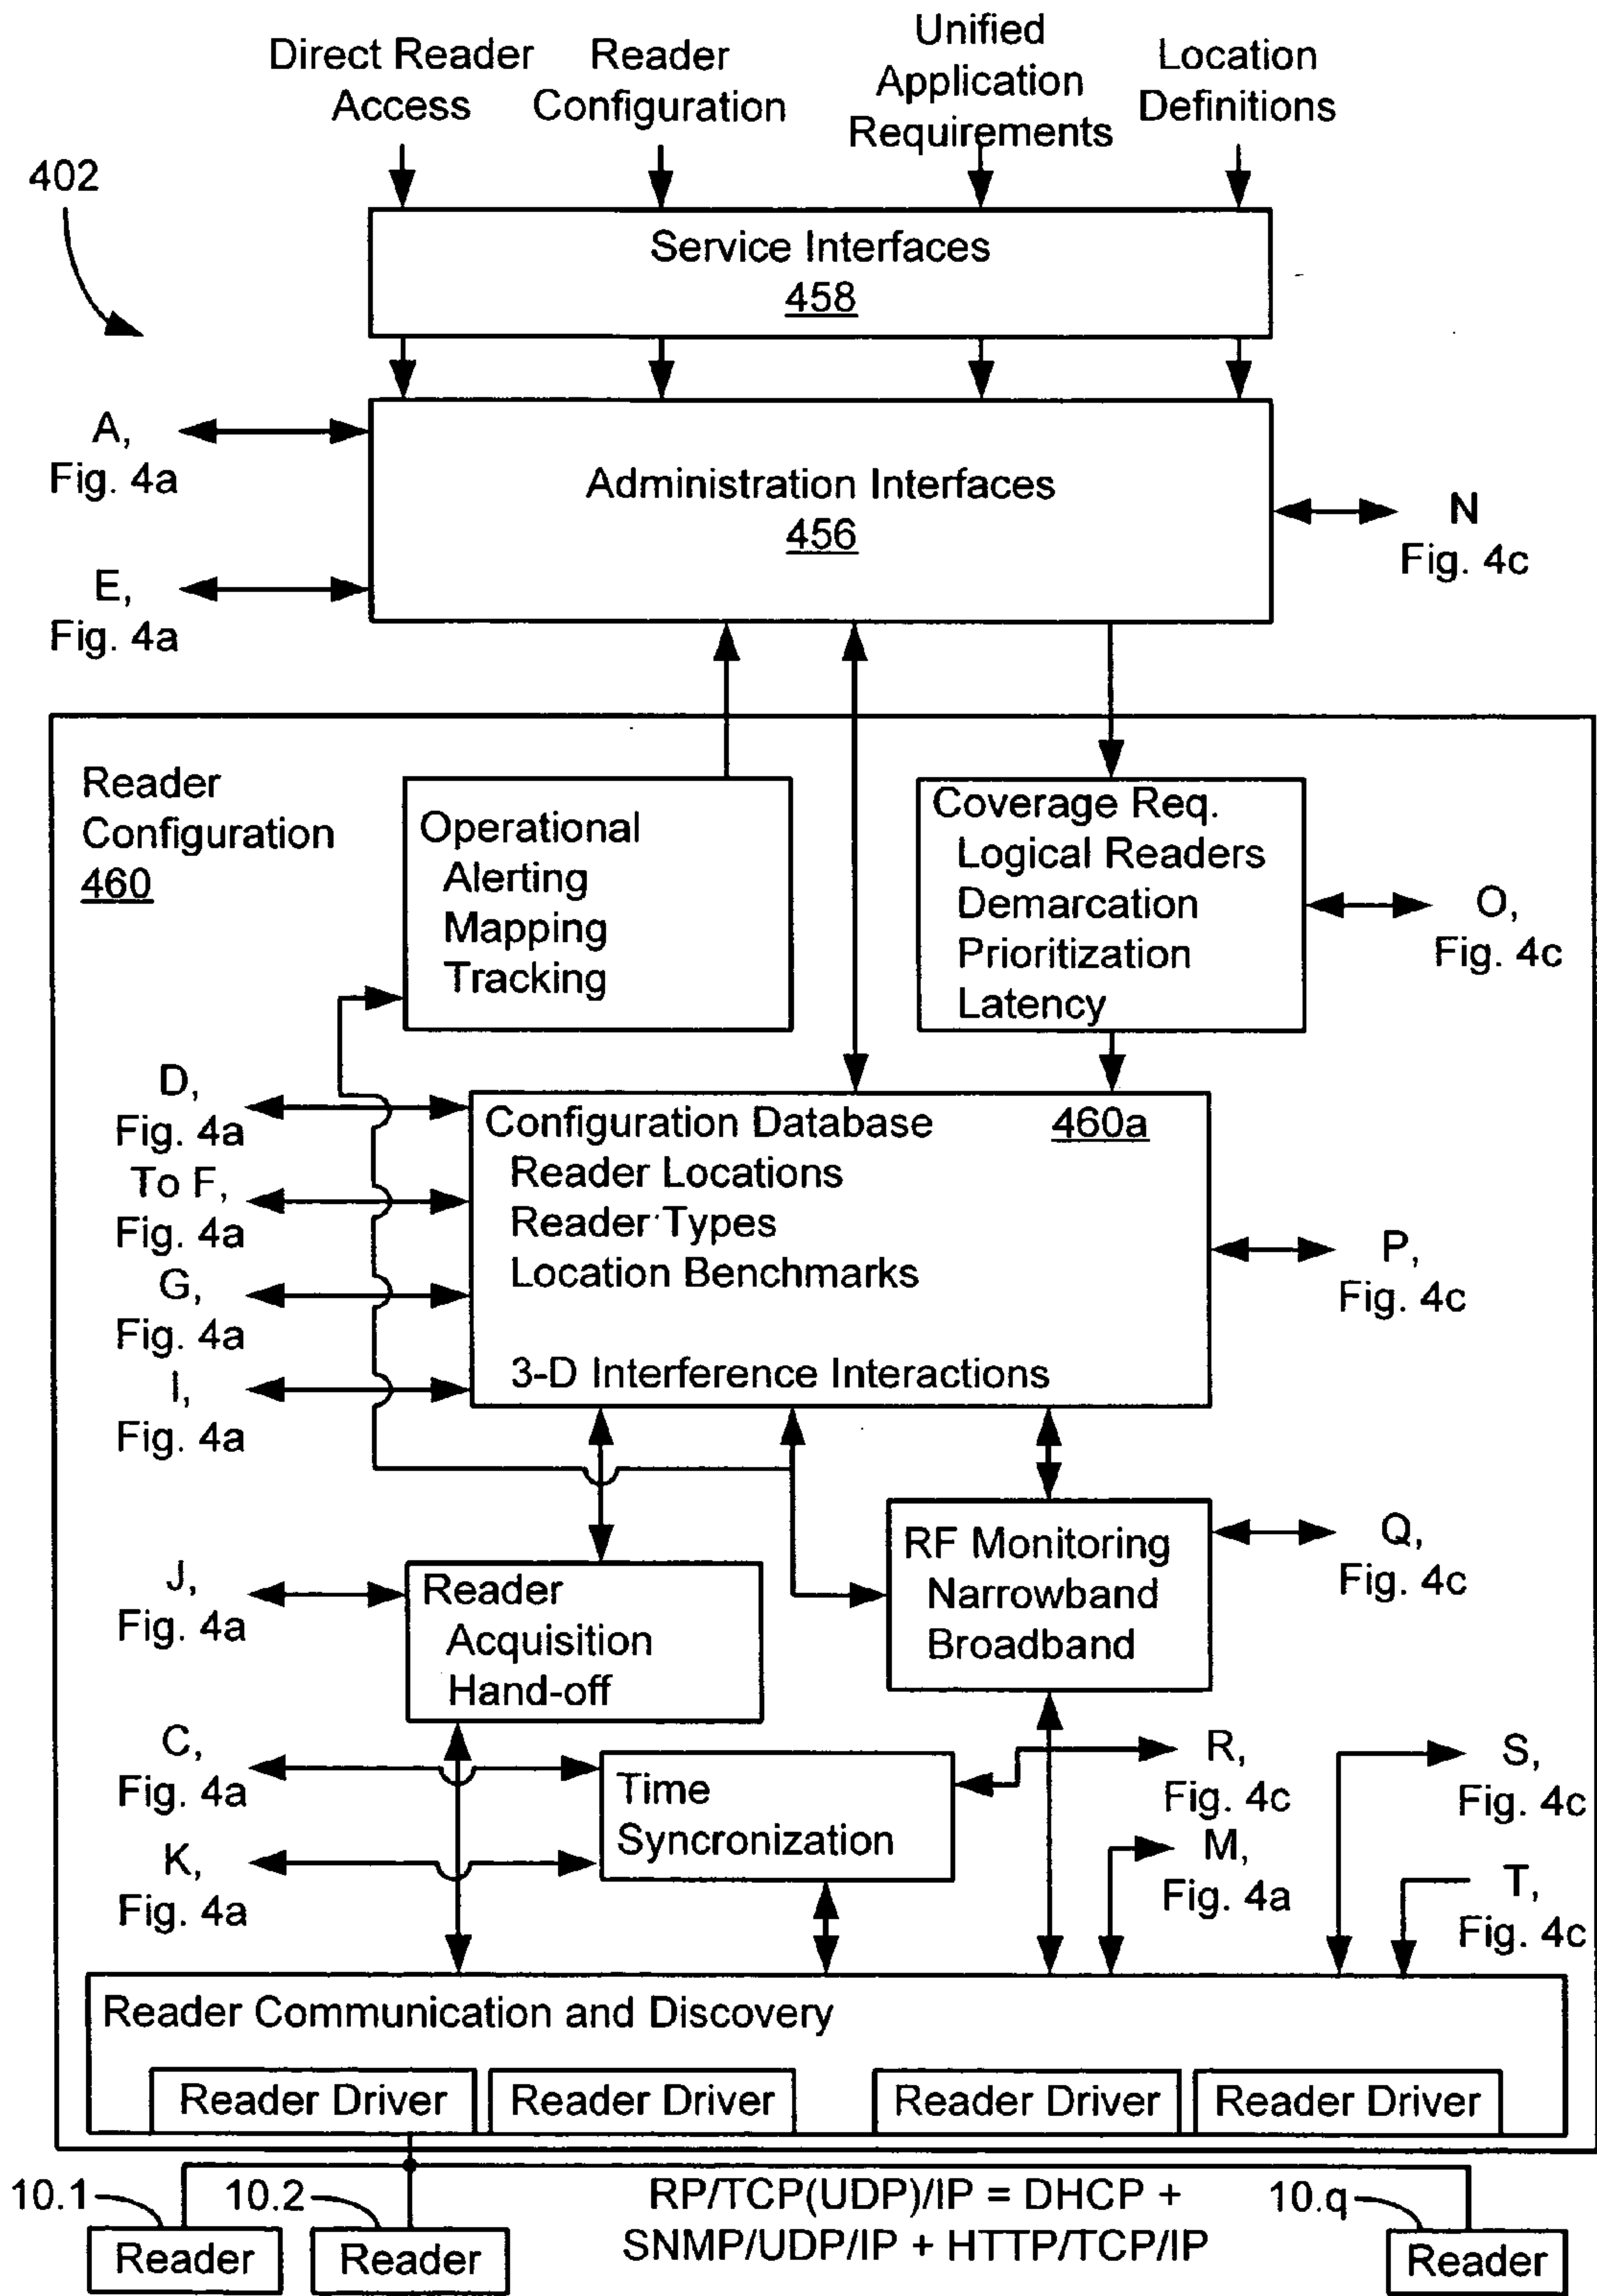 Direct Reader
Access
Reader
Configuration
Unified
Application
Requirements
Location
Definitions
402
Service Interfaces
458
A,
Fig. 4a
Administration Interfaces
456
N
Fig. 4c
E,
Fig. 4a
Reader
Configuration
460
Operational
Alerting
Mapping
Tracking
Coverage Req.
Logical Readers
Demarcation
Prioritization
Latency
O,
Fig. 4c
D,
Fig. 4a
To F,
Fig. 4a
G,
Fig. 4a
I,
Fig. 4a
Configuration Database 460a
Reader Locations
Reader Types
Location Benchmarks
3-D Interference Interactions
P,
Fig. 4c
J,
Fig. 4a
Reader
Acquisition
Hand-off
RF Monitoring
Narrowband
Broadband
Q,
Fig. 4c
C,
Fig. 4a
K,
Fig. 4a
Time
Syncronization
R,
Fig. 4c
M,
Fig. 4a
S,
Fig. 4c
T,
Fig. 4c
Reader Communication and Discovery
Reader Driver
Reader Driver
Reader Driver
Reader Driver
10.1
Reader
10.2
Reader
RP/TCP(UDP)/IP = DHCP +
SNMP/UDP/IP + HTTP/TCP/IP
10.q
Reader